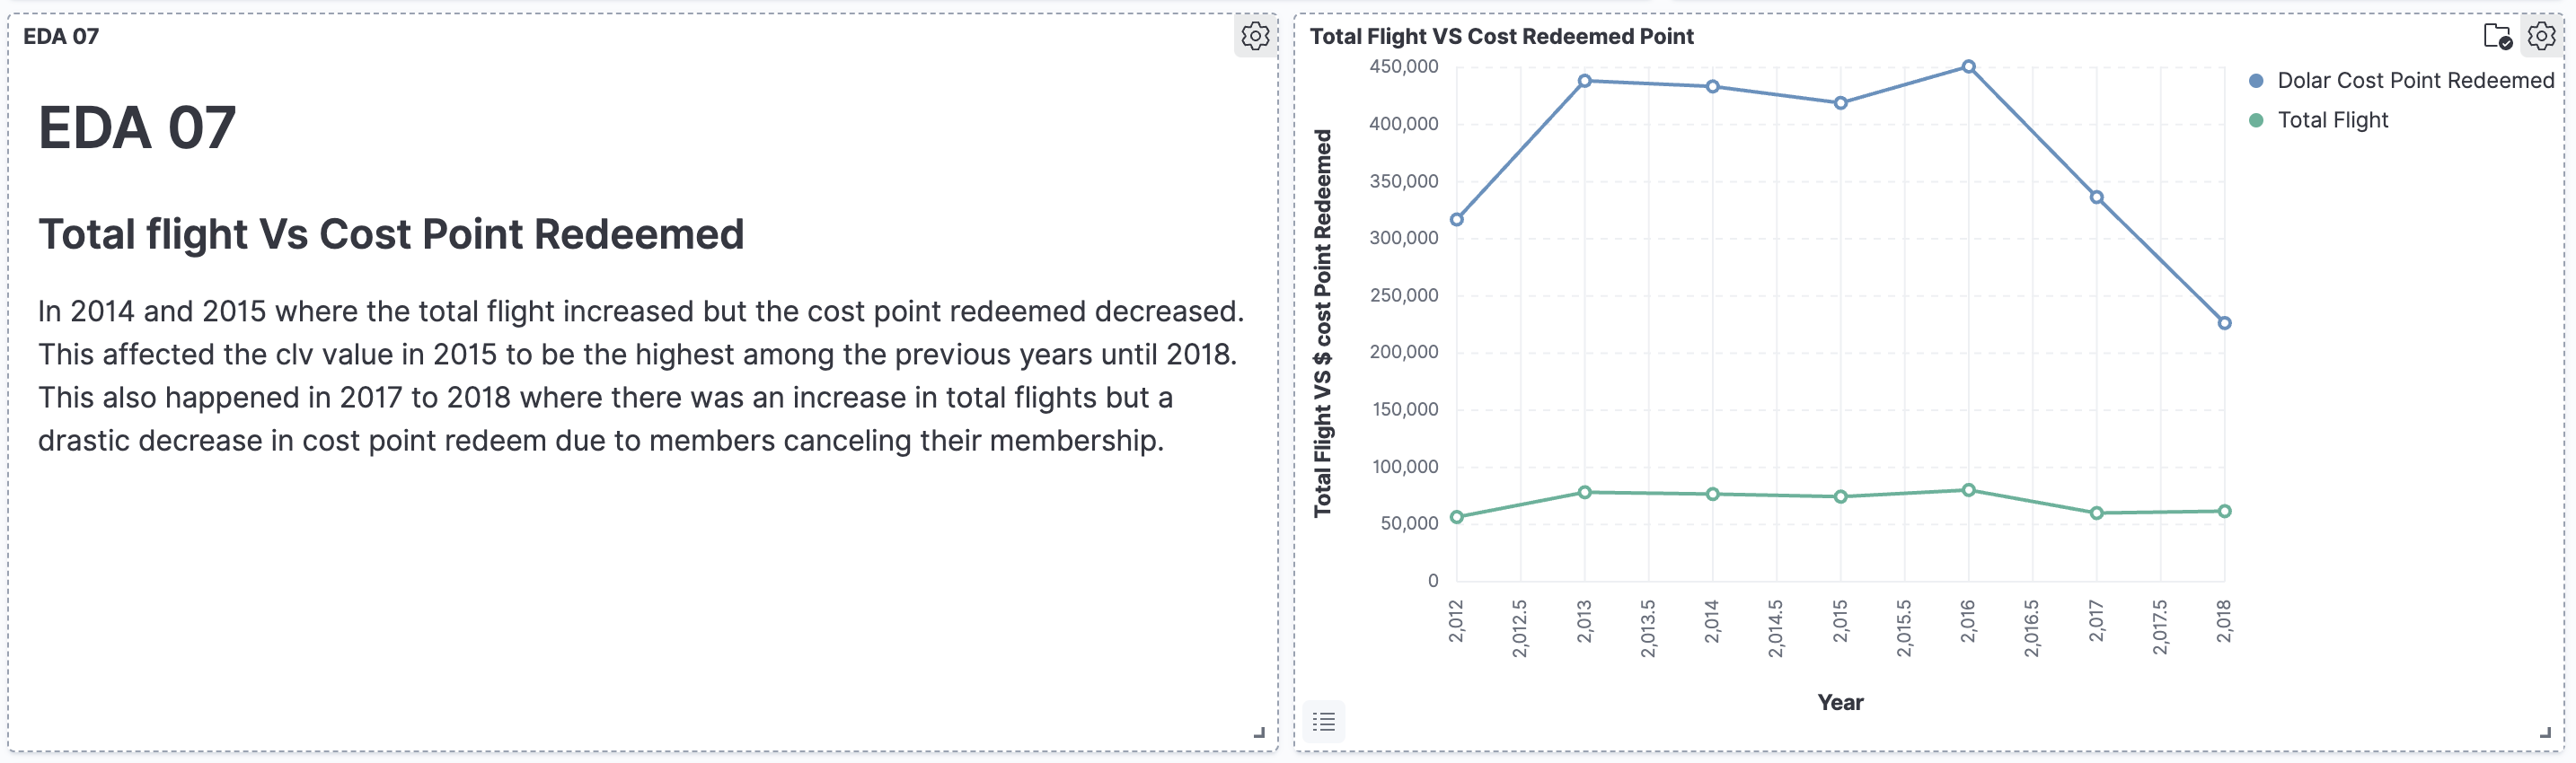 EDA 07
EDA 07
Total flight Vs Cost Point Redeemed
In 2014 and 2015 where the total flight increased but the cost point redeemed decreased.
This affected the clv value in 2015 to be the highest among the previous years until 2018.
This also happened in 2017 to 2018 where there was an increase in total flights but a
drastic decrease in cost point redeem due to members canceling their membership.
Total Flight VS Cost Redeemed Point
Total Flight VS $ cost Point Redeemed
450,000
400,000
350,000
300,000
250,000
200,000
150,000
100,000
50,000
0
2,012
2,012.5
2,013
2,013.5
2,014
2,014.5
2,015
2,015.5
2,016
2,016.5
2,017
2,017.5
2,018
Year
Dolar Cost Point Redeemed
Total Flight